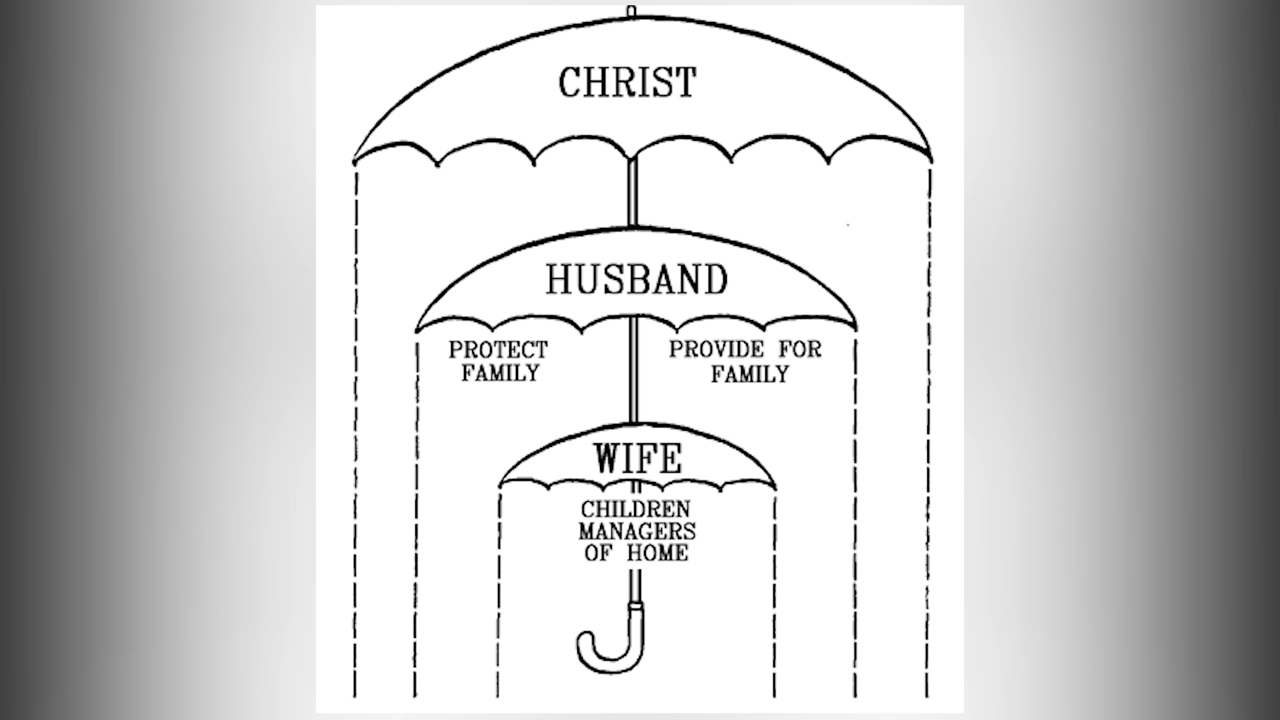 CHRIST
HUSBAND
PROTECT
FAMILY
PROVIDE FOR
FAMILY
WIFE
CHILDREN
MANAGERS
OF HOME